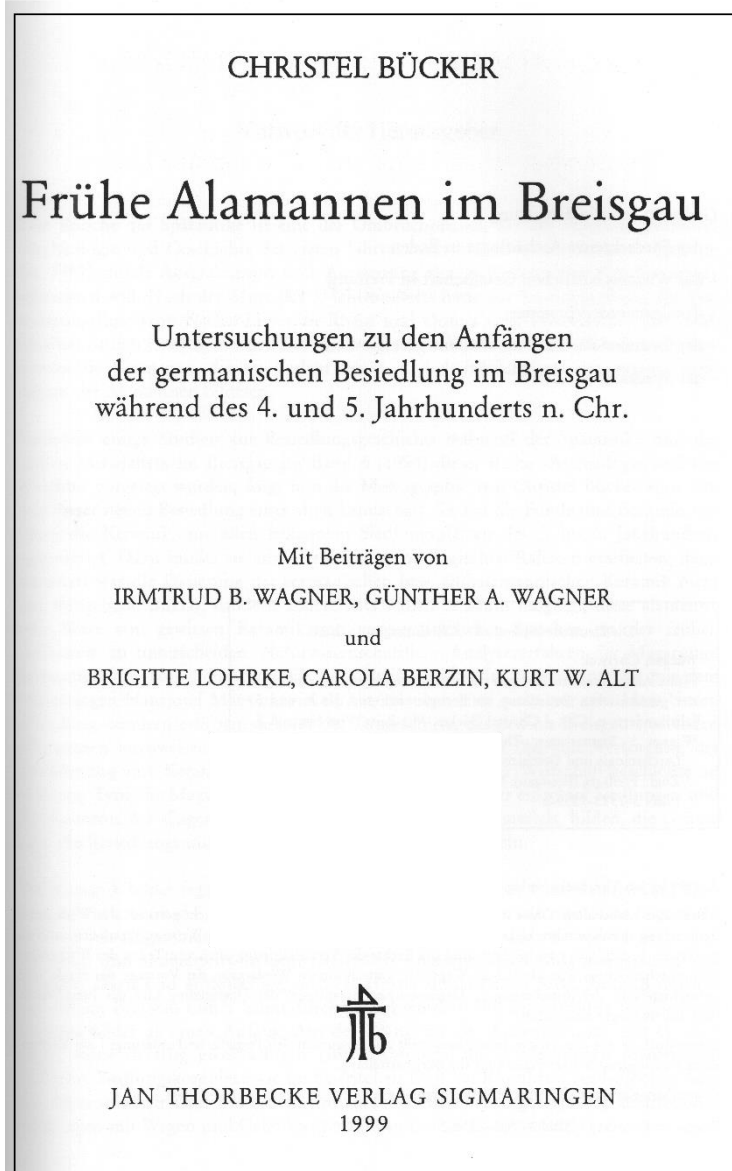 CHRISTEL BÜCKER
Frühe Alamannen im Breisgau
Untersuchungen zu den Anfängen
der germanischen Besiedlung im Breisgau
während des 4. und 5. Jahrhunderts n. Chr.
Mit Beiträgen von
IRMTRUD B. WAGNER, GÜNTHER A. WAGNER
und
BRIGITTE LOHRKE, CAROLA BERZIN, KURT W. ALT
JAN THORBECKE VERLAG SIGMARINGEN
1999